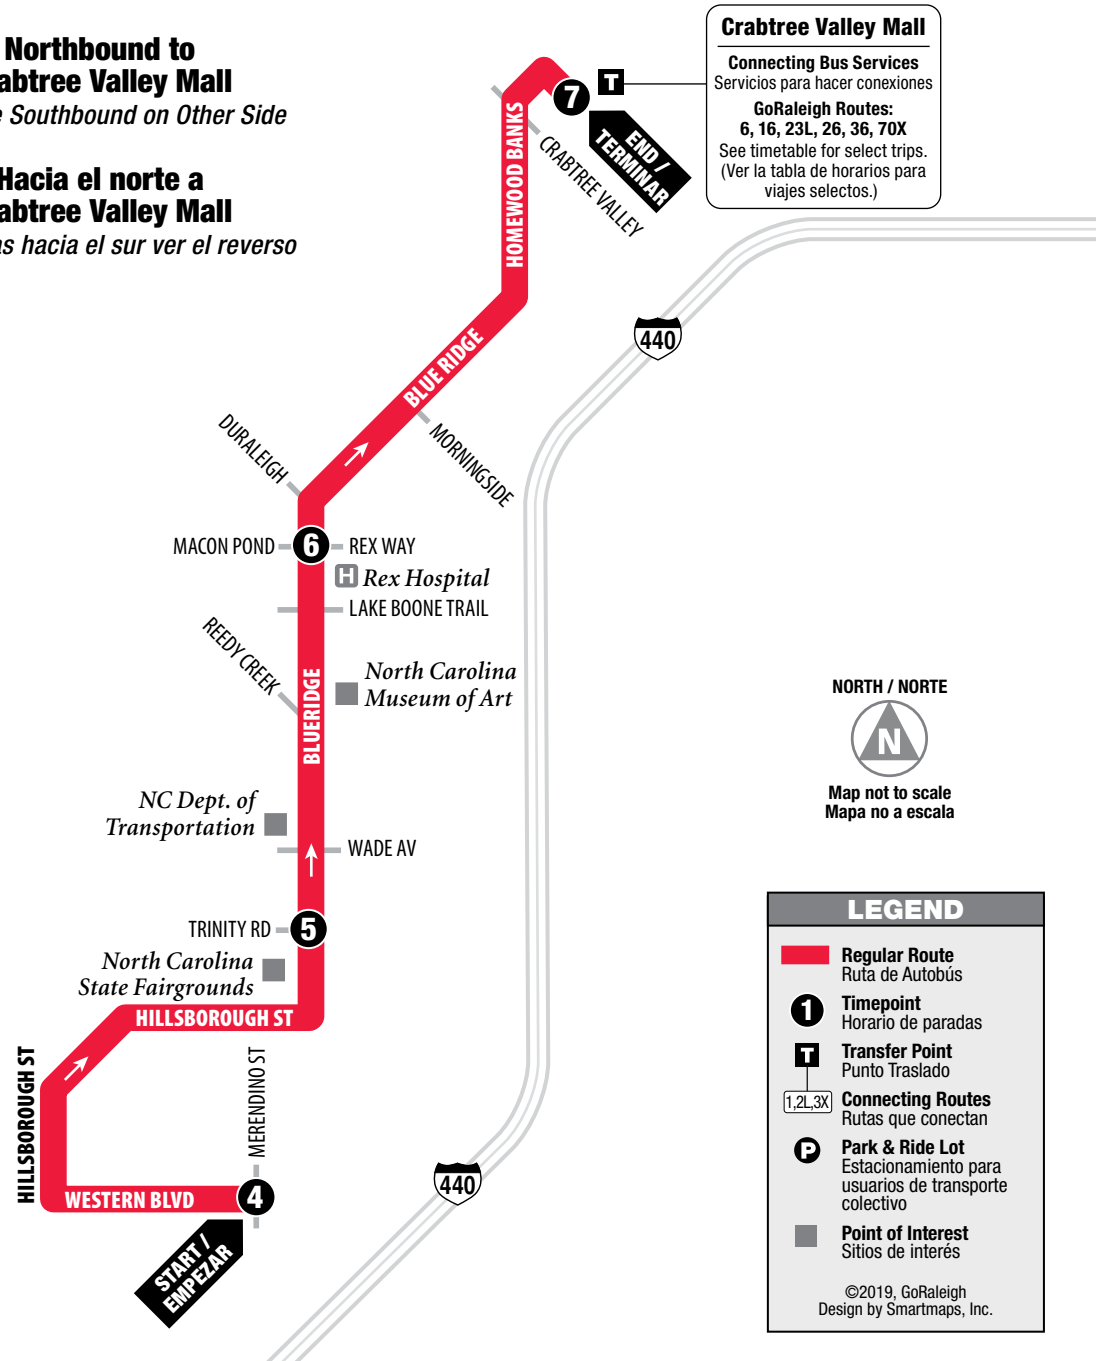 Northbound to
abtree Valley Mall
Southbound on Other Side
Hacia el norte a
abtree Valley Mall
hacia el sur ver el reverso
Crabtree Valley Mall
Connecting Bus Services
Servicios para hacer conexiones
GoRaleigh Routes:
6, 16, 23L, 26, 36, 70X
See timetable for select trips.
(Ver la tabla de horarios para
viajes selectos.)
T
7
END /
TERMINAR
HOMEWOOD BANKS
CRABTREE VALLEY
440
BLUE RIDGE
DURALEIGH
MORNINGSIDE
MACON POND
6
REX WAY
H Rex Hospital
LAKE BOONE TRAIL
REEDY CREEK
North Carolina
Museum of Art
BLUERIDGE
NC Dept. of
Transportation
WADE AV
TRINITY RD
5
North Carolina
State Fairgrounds
HILLSBOROUGH ST
HILLSBOROUGH ST
MERENDINO ST
WESTERN BLVD
4
START /
EMPEZAR
440
NORTH / NORTE
N
Map not to scale
Mapa no a escala
LEGEND
Regular Route
Ruta de Autobús
1
Timepoint
Horario de paradas
T
Transfer Point
Punto Traslado
1,2L,3X
Connecting Routes
Rutas que conectan
P
Park & Ride Lot
Estacionamiento para
usuarios de transporte
colectivo
Point of Interest
Sitios de interés
©2019, GoRaleigh
Design by Smartmaps, Inc.